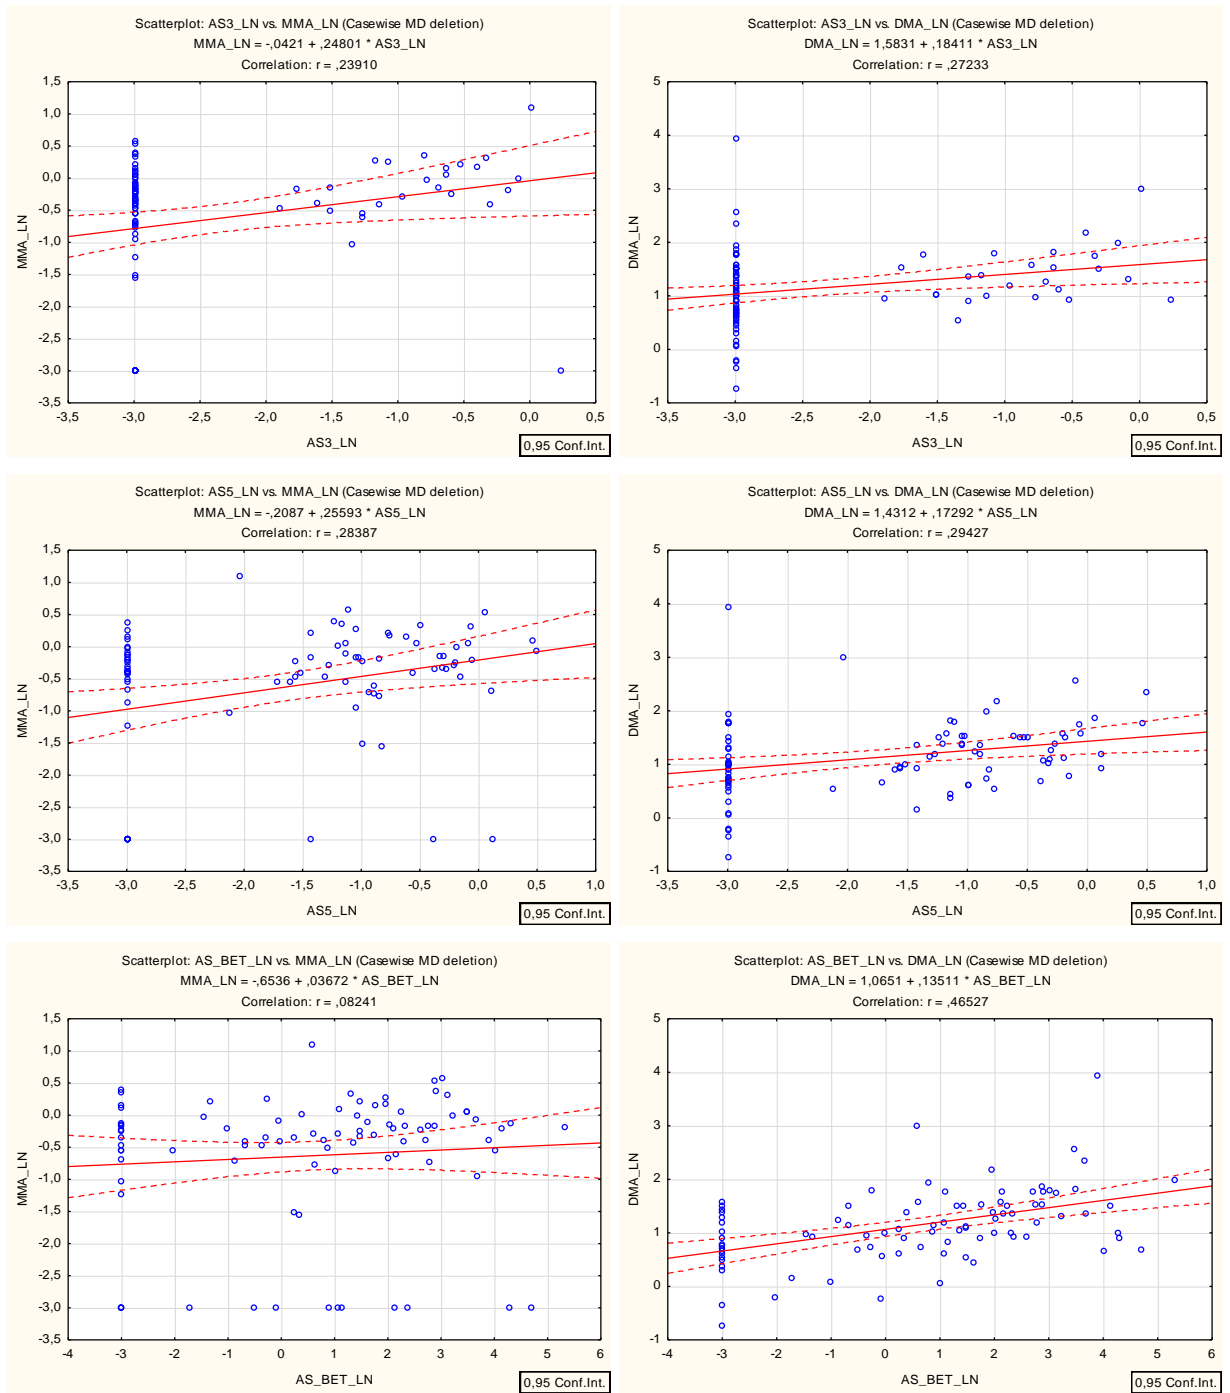 Scatterplot: AS3_LN vs. MMA_LN (Casewise MD deletion)
MMA_LN = -,0421 + ,24801 * AS3_LN
Correlation: r = ,23910
1,5
1,0
0,5
0,0
-0,5
-1,0
-1,5
-2,0
-2,5
-3,0
-3,5
MMA_LN
-3,5 -3,0 -2,5 -2,0 -1,5 -1,0 -0,5 0,0 0,5
AS3_LN
0,95 Conf.Int.
Scatterplot: AS3_LN vs. DMA_LN (Casewise MD deletion)
DMA_LN = 1,5831 + ,18411 * AS3_LN
Correlation: r = ,27233
5
4
3
2
1
0
-1
DMA_LN
-3,5 -3,0 -2,5 -2,0 -1,5 -1,0 -0,5 0,0 0,5
AS3_LN
0,95 Conf.Int.
Scatterplot: AS5_LN vs. MMA_LN (Casewise MD deletion)
MMA_LN = -,2087 + ,25593 * AS5_LN
Correlation: r = ,28387
1,5
1,0
0,5
0,0
-0,5
-1,0
-1,5
-2,0
-2,5
-3,0
-3,5
MMA_LN
-3,5 -3,0 -2,5 -2,0 -1,5 -1,0 -0,5 0,0 0,5 1,0
AS5_LN
0,95 Conf.Int.
Scatterplot: AS5_LN vs. DMA_LN (Casewise MD deletion)
DMA_LN = 1,4312 + ,17292 * AS5_LN
Correlation: r = ,29427
5
4
3
2
1
0
-1
DMA_LN
-3,5 -3,0 -2,5 -2,0 -1,5 -1,0 -0,5 0,0 0,5 1,0
AS5_LN
0,95 Conf.Int.
Scatterplot: AS_BET_LN vs. MMA_LN (Casewise MD deletion)
MMA_LN = -,6536 + ,03672 * AS_BET_LN
Correlation: r = ,08241
1,5
1,0
0,5
0,0
-0,5
-1,0
-1,5
-2,0
-2,5
-3,0
-3,5
MMA_LN
-4 -3 -2 -1 0 1 2 3 4 5 6
AS_BET_LN
0,95 Conf.Int.
Scatterplot: AS_BET_LN vs. DMA_LN (Casewise MD deletion)
DMA_LN = 1,0651 + ,13511 * AS_BET_LN
Correlation: r = ,46527
5
4
3
2
1
0
-1
DMA_LN
-4 -3 -2 -1 0 1 2 3 4 5 6
AS_BET_LN
0,95 Conf.Int.